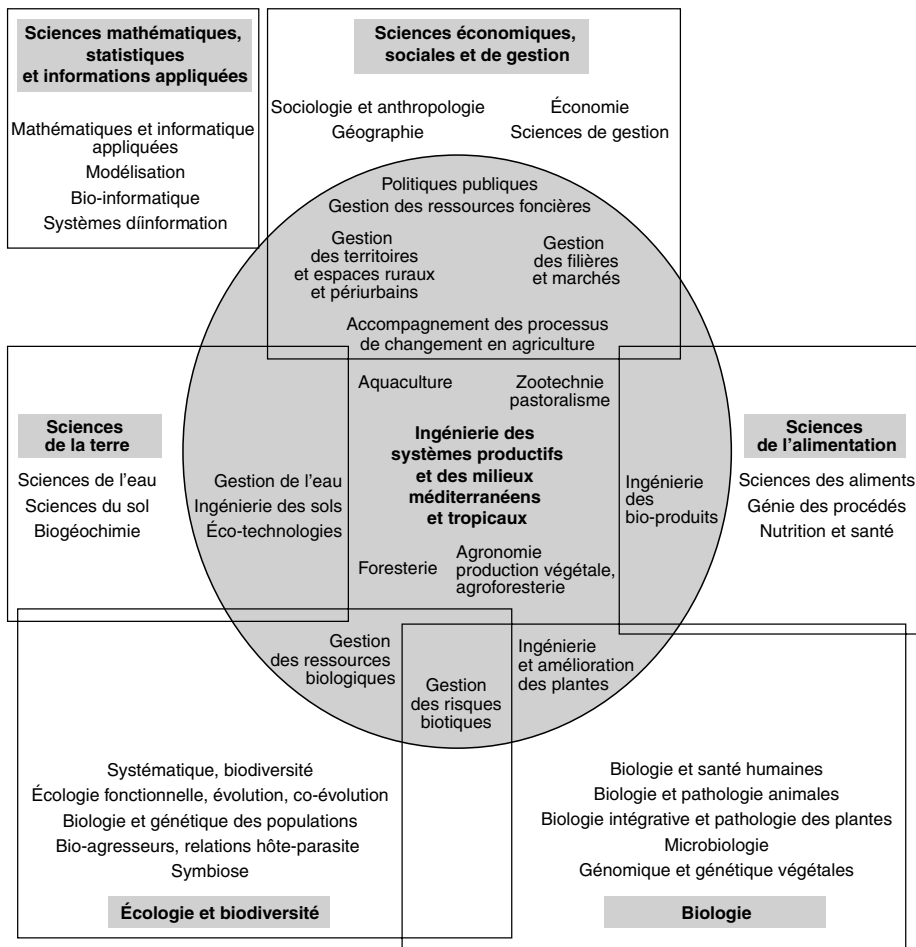 Sciences mathématiques,
statistiques
et informations appliquées
Mathématiques et informatique
appliquées
Modélisation
Bio-informatique
Systèmes díinformation
Sciences économiques,
sociales et de gestion
Sociologie et anthropologie
Géographie
Économie
Sciences de gestion
Politiques publiques
Gestion des ressources foncières
Gestion
des territoires
et espaces ruraux
et périurbains
Gestion
des filières
et marchés
Accompagnement des processus
de changement en agriculture
Sciences
de la terre
Sciences de l'eau
Sciences du sol
Biogéochimie
Gestion de l'eau
Ingénierie des sols
Éco-technologies
Aquaculture
Zootechnie
pastoralisme
Ingénierie des
systèmes productifs
et des milieux
méditerranéens
et tropicaux
Foresterie
Agronomie
production végétale,
agroforesterie
Ingénierie
des
bio-produits
Sciences
de l'alimentation
Sciences des aliments
Génie des procédés
Nutrition et santé
Gestion
des ressources
biologiques
Gestion
des risques
biotiques
Ingénierie
et amélioration
des plantes
Systématique, biodiversité
Écologie fonctionnelle, évolution, co-évolution
Biologie et génétique des populations
Bio-agresseurs, relations hôte-parasite
Symbiose
Écologie et biodiversité
Biologie et santé humaines
Biologie et pathologie animales
Biologie intégrative et pathologie des plantes
Microbiologie
Génomique et génétique végétales
Biologie